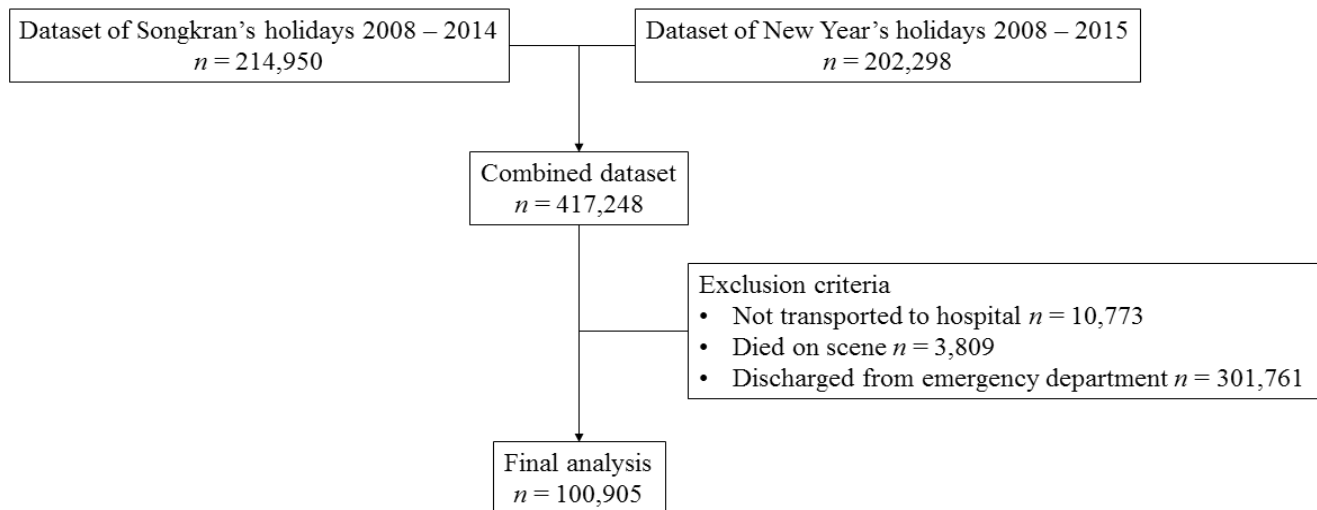 Dataset of Songkran’s holidays 2008 – 2014
n = 214,950
Dataset of New Year’s holidays 2008 – 2015
n = 202,298
Combined dataset
n = 417,248
Exclusion criteria
• Not transported to hospital n = 10,773
• Died on scene n = 3,809
• Discharged from emergency department n = 301,761
Final analysis
n = 100,905